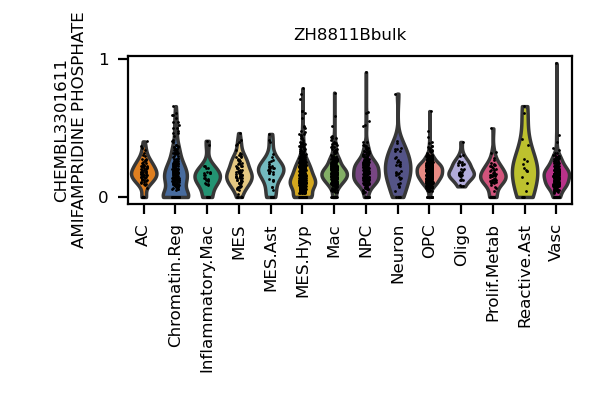 ZH8811Bbulk
CHEMBL3301611
AMIFAMPRIDINE PHOSPHATE
1
0
AC
Chromatin.Reg
Inflammatory.Mac
MES
MES.Ast
MES.Hyp
Mac
NPC
Neuron
OPC
Oligo
Prolif.Metab
Reactive.Ast
Vasc